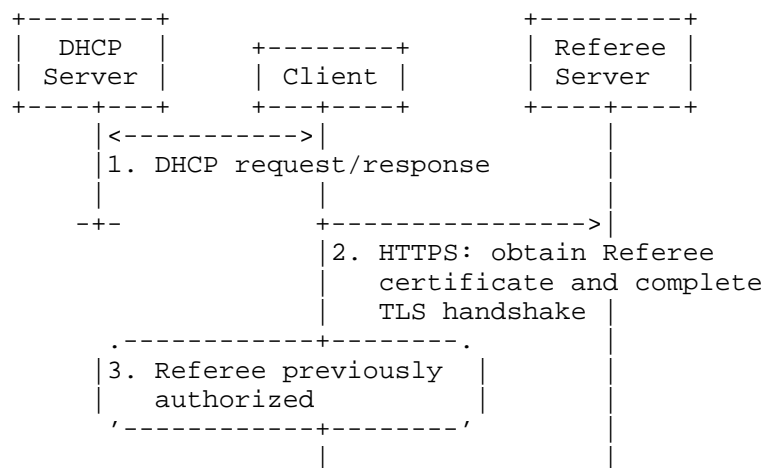 DHCP
Server
Client
Referee
Server
1. DHCP request/response
2. HTTPS: obtain Referee
certificate and complete
TLS handshake
3. Referee previously
authorized